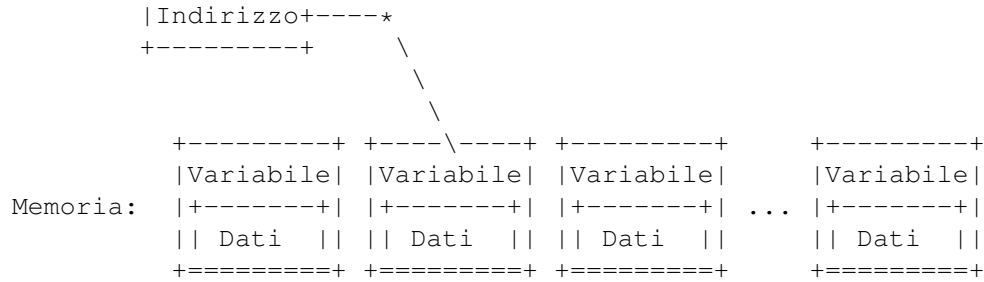 |Indirizzo+----*
         +---------+     \
                          \
                           \
           +---------+ +----\----+ +---------+     +---------+
           |Variabile| |Variabile| |Variabile|     |Variabile|
Memoria:   |+-------+| |+-------+| |+-------+| ... |+-------+|
           || Dati  || || Dati  || || Dati  ||     || Dati  ||
           +=========+ +=========+ +=========+     +=========+